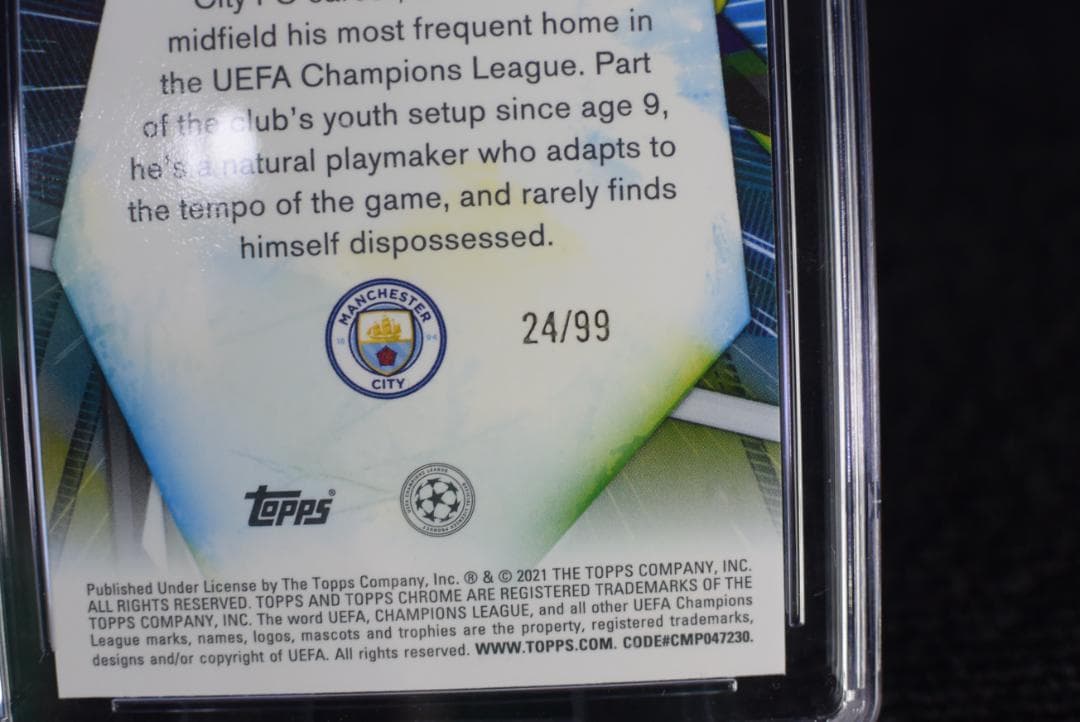 City FC
midfield his most frequent home in
the UEFA Champions League. Part
of the club's youth setup since age 9,
he's a natural playmaker who adapts to
the tempo of the game, and rarely finds
himself dispossessed.
MANCHESTER
18 94
CITY
24/99
Topps®
Published Under License by The Topps Company, Inc. ® & © 2021 THE TOPPS COMPANY, INC.
ALL RIGHTS RESERVED. TOPPS AND TOPPS CHROME ARE REGISTERED TRADEMARKS OF THE
TOPPS COMPANY, INC. The word UEFA, CHAMPIONS LEAGUE, and all other UEFA Champions
League marks, names, logos, mascots and trophies are the property, registered trademarks,
designs and/or copyright of UEFA. All rights reserved. WWW.TOPPS.COM. CODE#CMP047230.